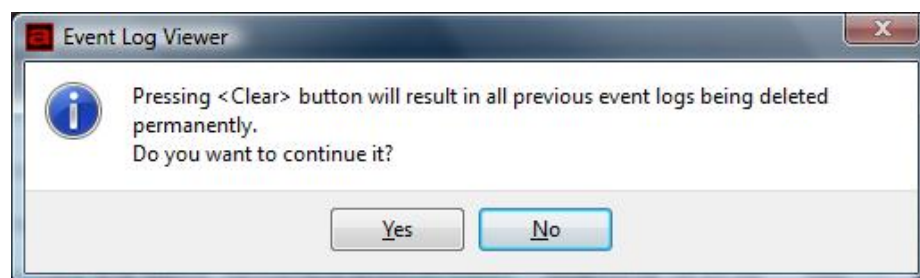 Event Log Viewer
Pressing <Clear> button will result in all previous event logs being deleted
permanently.
Do you want to continue it?
Yes
No